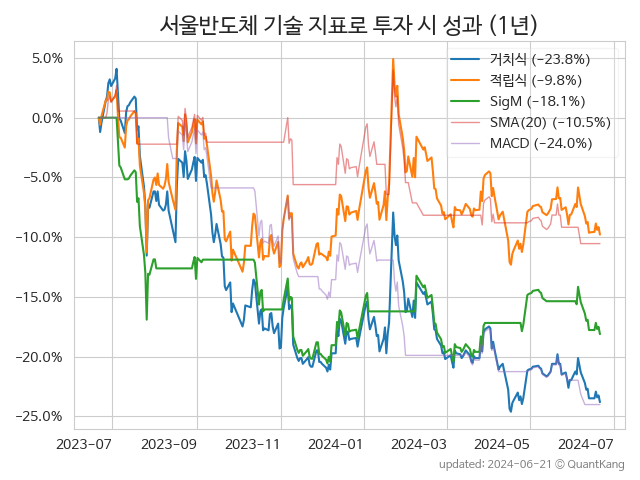 서울반도체 기술 지표로 투자 시 성과 (1년)
거치식 (−23.8%)
적립식 (−9.8%)
SigM (−18.1%)
SMA(20) (−10.5%)
MACD (−24.0%)
5.0%
0.0%
−5.0%
−10.0%
−15.0%
−20.0%
−25.0%
2023-07 2023-09 2023-11 2024-01 2024-03 2024-05 2024-07
updated: 2024-06-21 © QuantKang